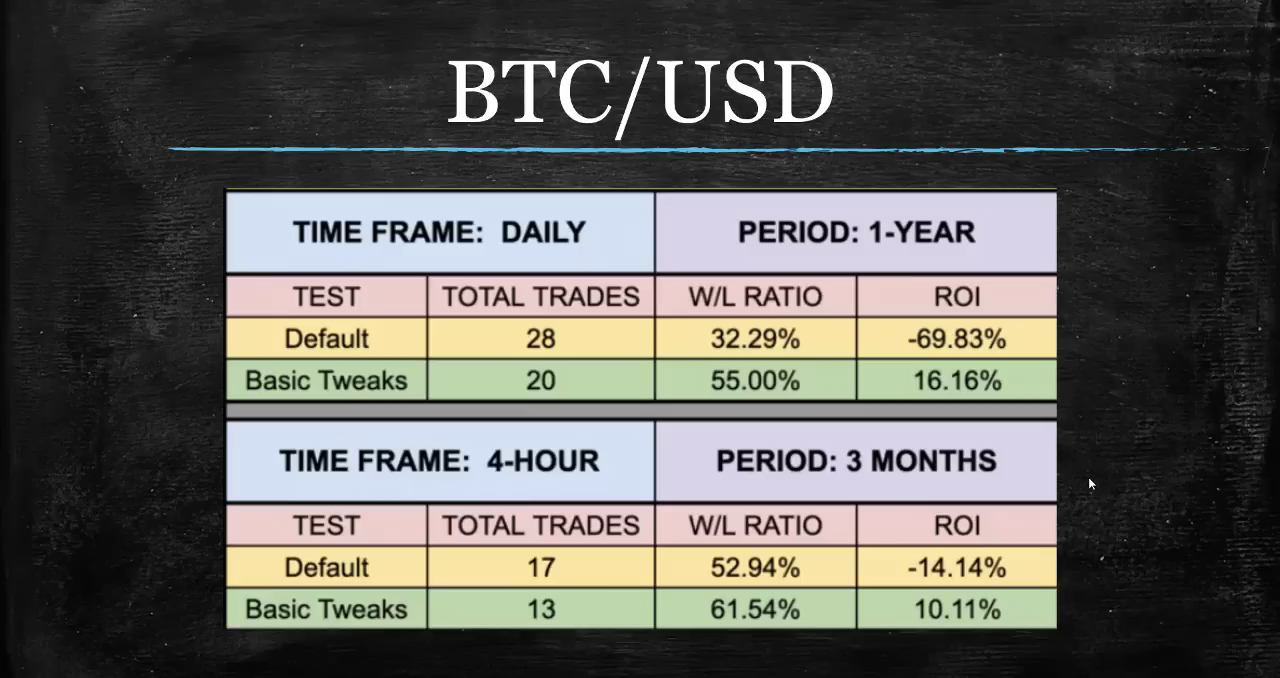 BTC/USD
TIME FRAME: DAILY PERIOD: 1-YEAR
TEST TOTAL TRADES W/L RATIO ROI
Default 28 32.29% -69.83%
Basic Tweaks 20 55.00% 16.16%
TIME FRAME: 4-HOUR PERIOD: 3 MONTHS
TEST TOTAL TRADES W/L RATIO ROI
Default 17 52.94% -14.14%
Basic Tweaks 13 61.54% 10.11%